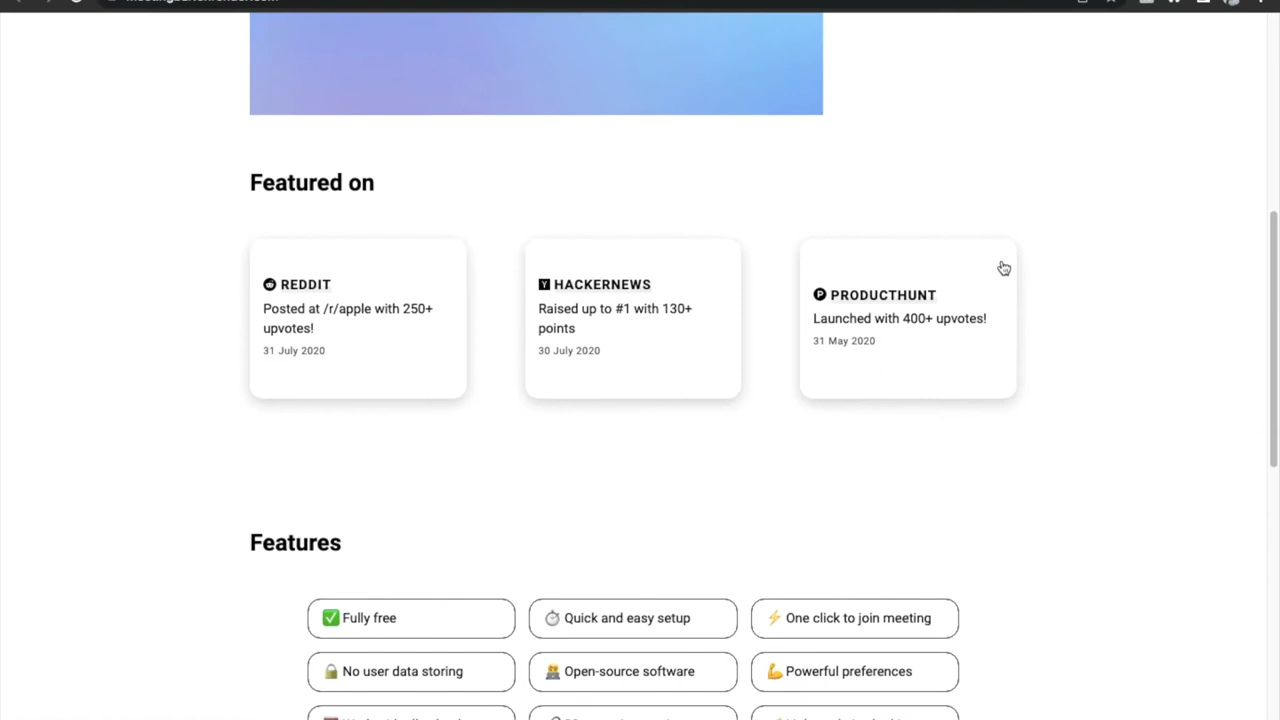 Featured on
REDDIT
Posted at /r/apple with 250+
upvotes!
31 July 2020
HACKERNEWS
Raised up to #1 with 130+
points
30 July 2020
PRODUCTHUNT
Launched with 400+ upvotes!
31 May 2020
Features
✅ Fully free
⏱ Quick and easy setup
⚡ One click to join meeting
🔒 No user data storing
🧑‍💻 Open-source software
💪 Powerful preferences